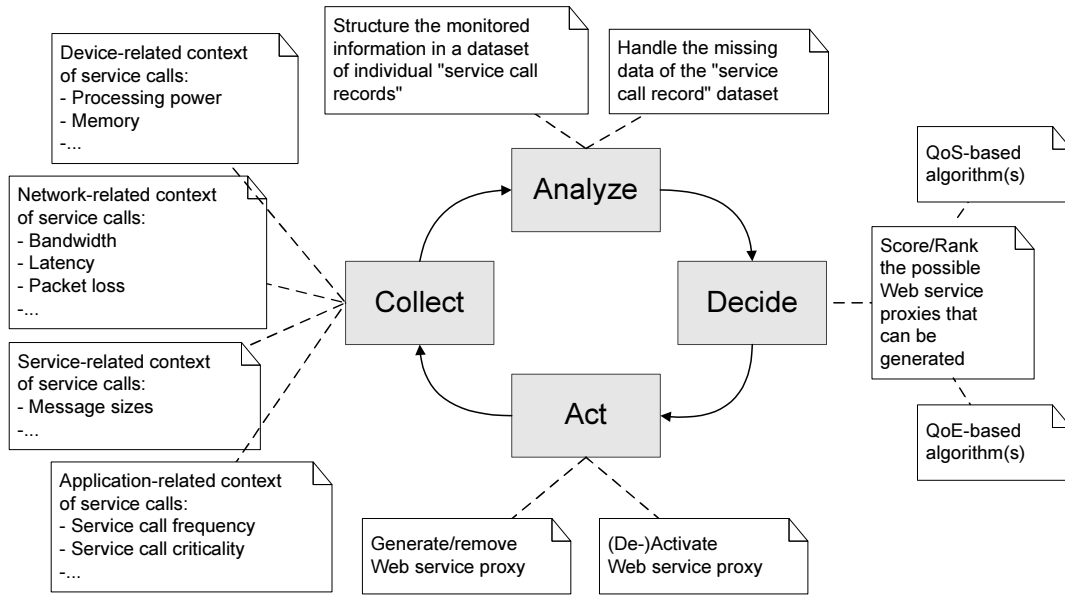 Device-related context
of service calls:
- Processing power
- Memory
-...
Structure the monitored
information in a dataset
of individual "service call
records"
Handle the missing
data of the "service
call record" dataset
Network-related context
of service calls:
- Bandwidth
- Latency
- Packet loss
-...
Analyze
QoS-based
algorithm(s)
Collect
Decide
Score/Rank
the possible
Web service
proxies that
can be
generated
Service-related context
of service calls:
- Message sizes
-...
Act
QoE-based
algorithm(s)
Application-related context
of service calls:
- Service call frequency
- Service call criticality
-...
Generate/remove
Web service proxy
(De-)Activate
Web service proxy